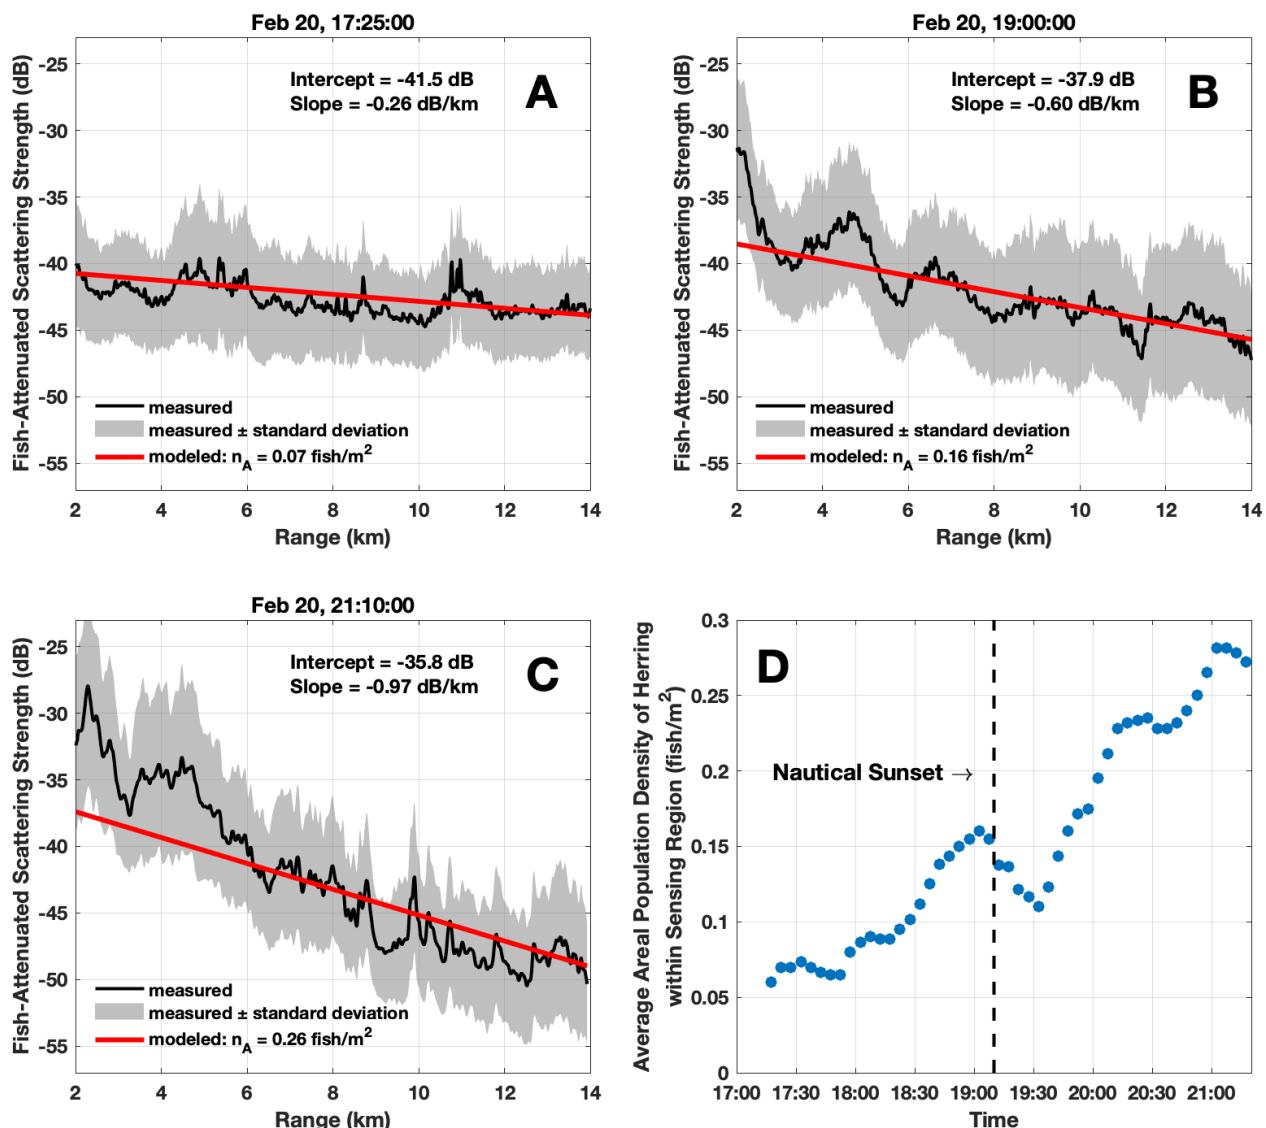 Feb 20, 17:25:00
Fish-Attenuated Scattering Strength (dB)
-25
-30
-35
-40
-45
-50
-55
Intercept = -41.5 dB
Slope = -0.26 dB/km
A
measured
measured ± standard deviation
modeled: n_A = 0.07 fish/m²
2 4 6 8 10 12 14
Range (km)
Feb 20, 19:00:00
Fish-Attenuated Scattering Strength (dB)
-25
-30
-35
-40
-45
-50
-55
Intercept = -37.9 dB
Slope = -0.60 dB/km
B
measured
measured ± standard deviation
modeled: n_A = 0.16 fish/m²
2 4 6 8 10 12 14
Range (km)
Feb 20, 21:10:00
Fish-Attenuated Scattering Strength (dB)
-25
-30
-35
-40
-45
-50
-55
Intercept = -35.8 dB
Slope = -0.97 dB/km
C
measured
measured ± standard deviation
modeled: n_A = 0.26 fish/m²
2 4 6 8 10 12 14
Range (km)
Average Areal Population Density of Herring
within Sensing Region (fish/m²)
0.3
0.25
0.2
0.15
0.1
0.05
0
D
Nautical Sunset →
17:00 17:30 18:00 18:30 19:00 19:30 20:00 20:30 21:00
Time